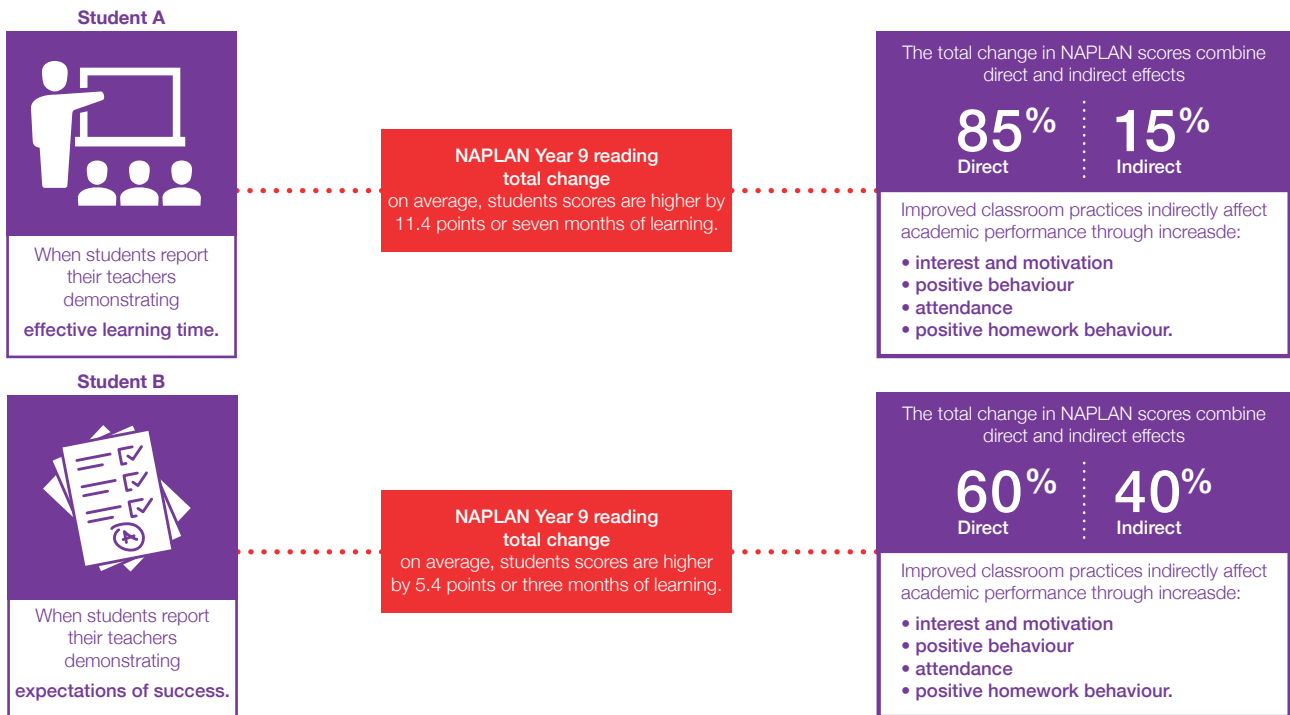 Student A
When students report
their teachers
demonstrating
effective learning time.
NAPLAN Year 9 reading
total change
on average, students scores are higher by
11.4 points or seven months of learning.
The total change in NAPLAN scores combine
direct and indirect effects
85% 15%
Direct Indirect
Improved classroom practices indirectly affect
academic performance through increasde:
• interest and motivation
• positive behaviour
• attendance
• positive homework behaviour.
Student B
A
When students report
their teachers
demonstrating
expectations of success.
NAPLAN Year 9 reading
total change
on average, students scores are higher
by 5.4 points or three months of learning.
The total change in NAPLAN scores combine
direct and indirect effects
60% 40%
Direct Indirect
Improved classroom practices indirectly affect
academic performance through increasde:
• interest and motivation
• positive behaviour
• attendance
• positive homework behaviour.